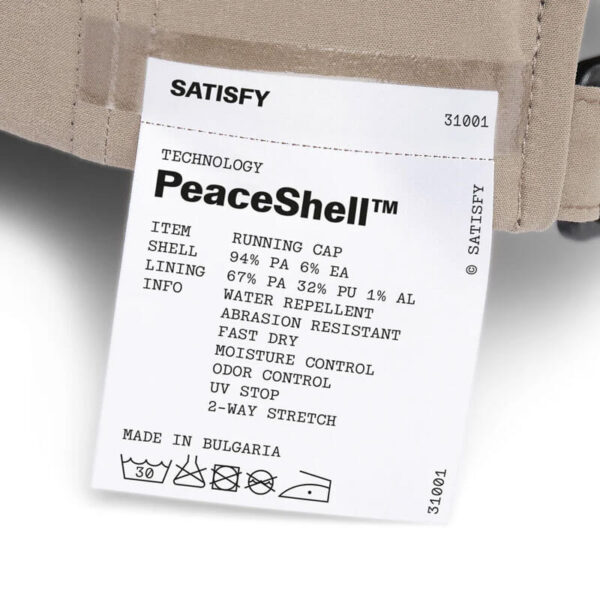 SATISFY
31001
TECHNOLOGY
PeaceShell™
ITEM RUNNING CAP
SHELL 94% PA 6% EA
LINING 67% PA 32% PU 1% AL
INFO WATER REPELLENT
ABRASION RESISTANT
FAST DRY
MOISTURE CONTROL
ODOR CONTROL
UV STOP
2-WAY STRETCH
© SATISFY
MADE IN BULGARIA
30
31001